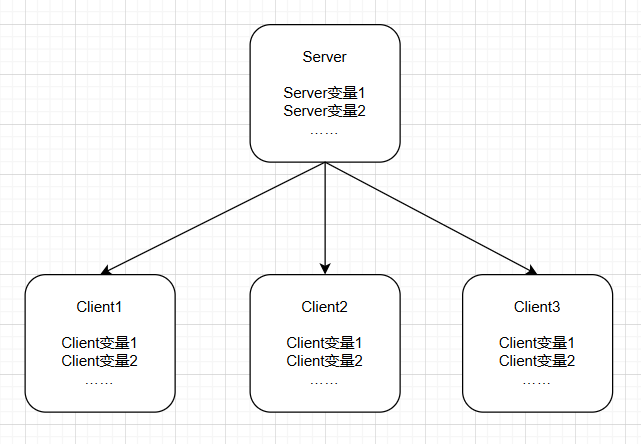 Server
Server变量1
Server变量2
……
Client1
Client变量1
Client变量2
……
Client2
Client变量1
Client变量2
……
Client3
Client变量1
Client变量2
……